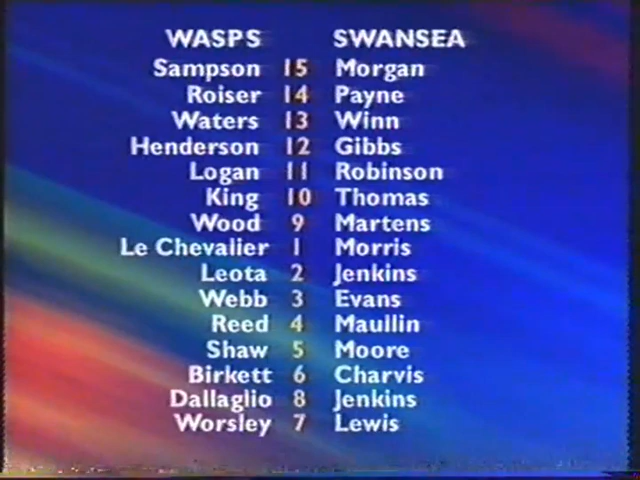 WASPS SWANSEA
Sampson 15 Morgan
Roiser 14 Payne
Waters 13 Winn
Henderson 12 Gibbs
Logan 11 Robinson
King 10 Thomas
Wood 9 Martens
Le Chevalier 1 Morris
Leota 2 Jenkins
Webb 3 Evans
Reed 4 Maullin
Shaw 5 Moore
Birkett 6 Charvis
Dallaglio 8 Jenkins
Worsley 7 Lewis